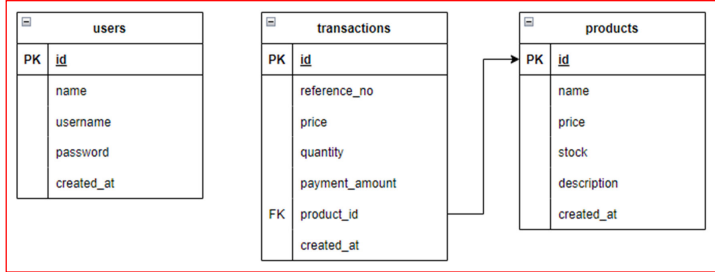 users
PK id
name
username
password
created_at
transactions
PK id
reference_no
price
quantity
payment_amount
FK product_id
created_at
products
PK id
name
price
stock
description
created_at